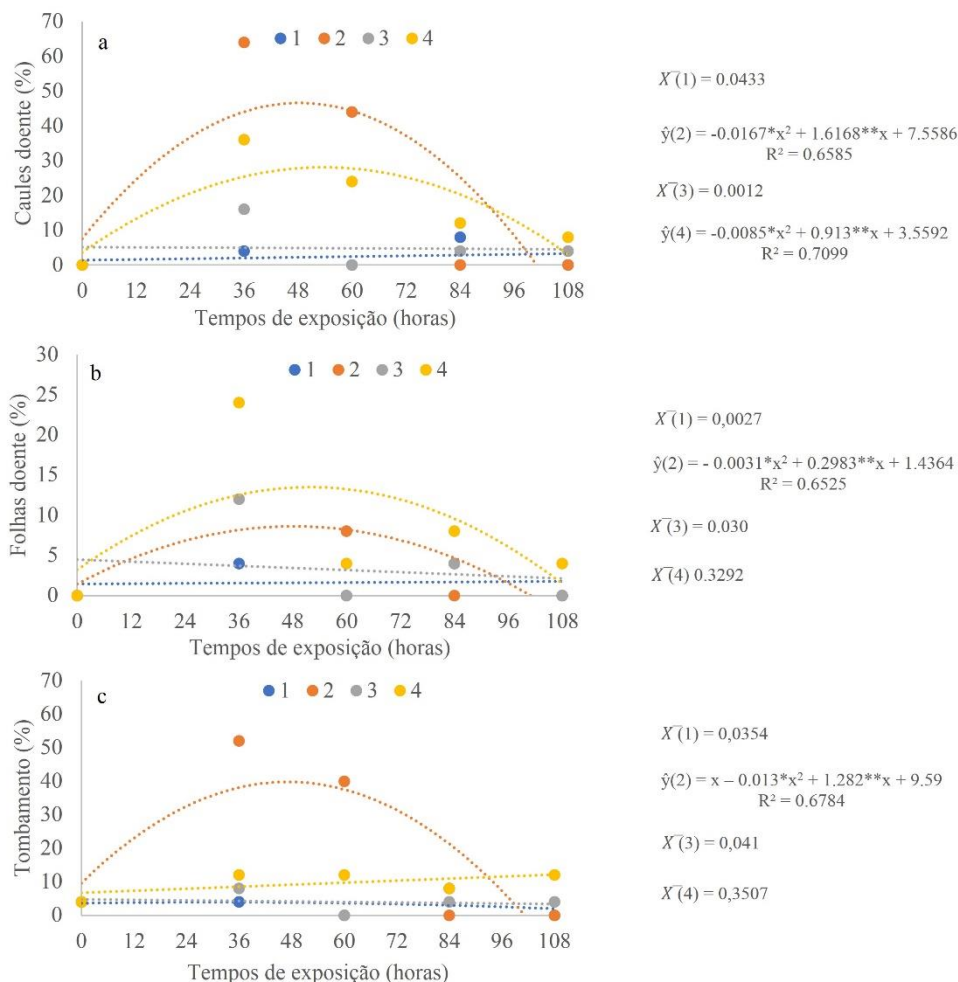 a
1 2 3 4
Caules doente (%)
70
60
50
40
30
20
10
0
0 12 24 36 48 60 72 84 96 108
Tempos de exposição (horas)
X̅(1) = 0.0433
ŷ(2) = -0.0167*x² + 1.6168**x + 7.5586
R² = 0.6585
X̅(3) = 0.0012
ŷ(4) = -0.0085*x² + 0.913**x + 3.5592
R² = 0.7099
b
1 2 3 4
Folhas doente (%)
30
25
20
15
10
5
0
0 12 24 36 48 60 72 84 96 108
Tempos de exposição (horas)
X̅(1) = 0,0027
ŷ(2) = - 0.0031*x² + 0.2983**x + 1.4364
R² = 0.6525
X̅(3) = 0.030
X̅(4) 0.3292
c
1 2 3 4
Tombamento (%)
70
60
50
40
30
20
10
0
0 12 24 36 48 60 72 84 96 108
Tempos de exposição (horas)
X̅(1) = 0,0354
ŷ(2) = x – 0.013*x² + 1.282**x + 9.59
R² = 0.6784
X̅(3) = 0,041
X̅(4) = 0,3507